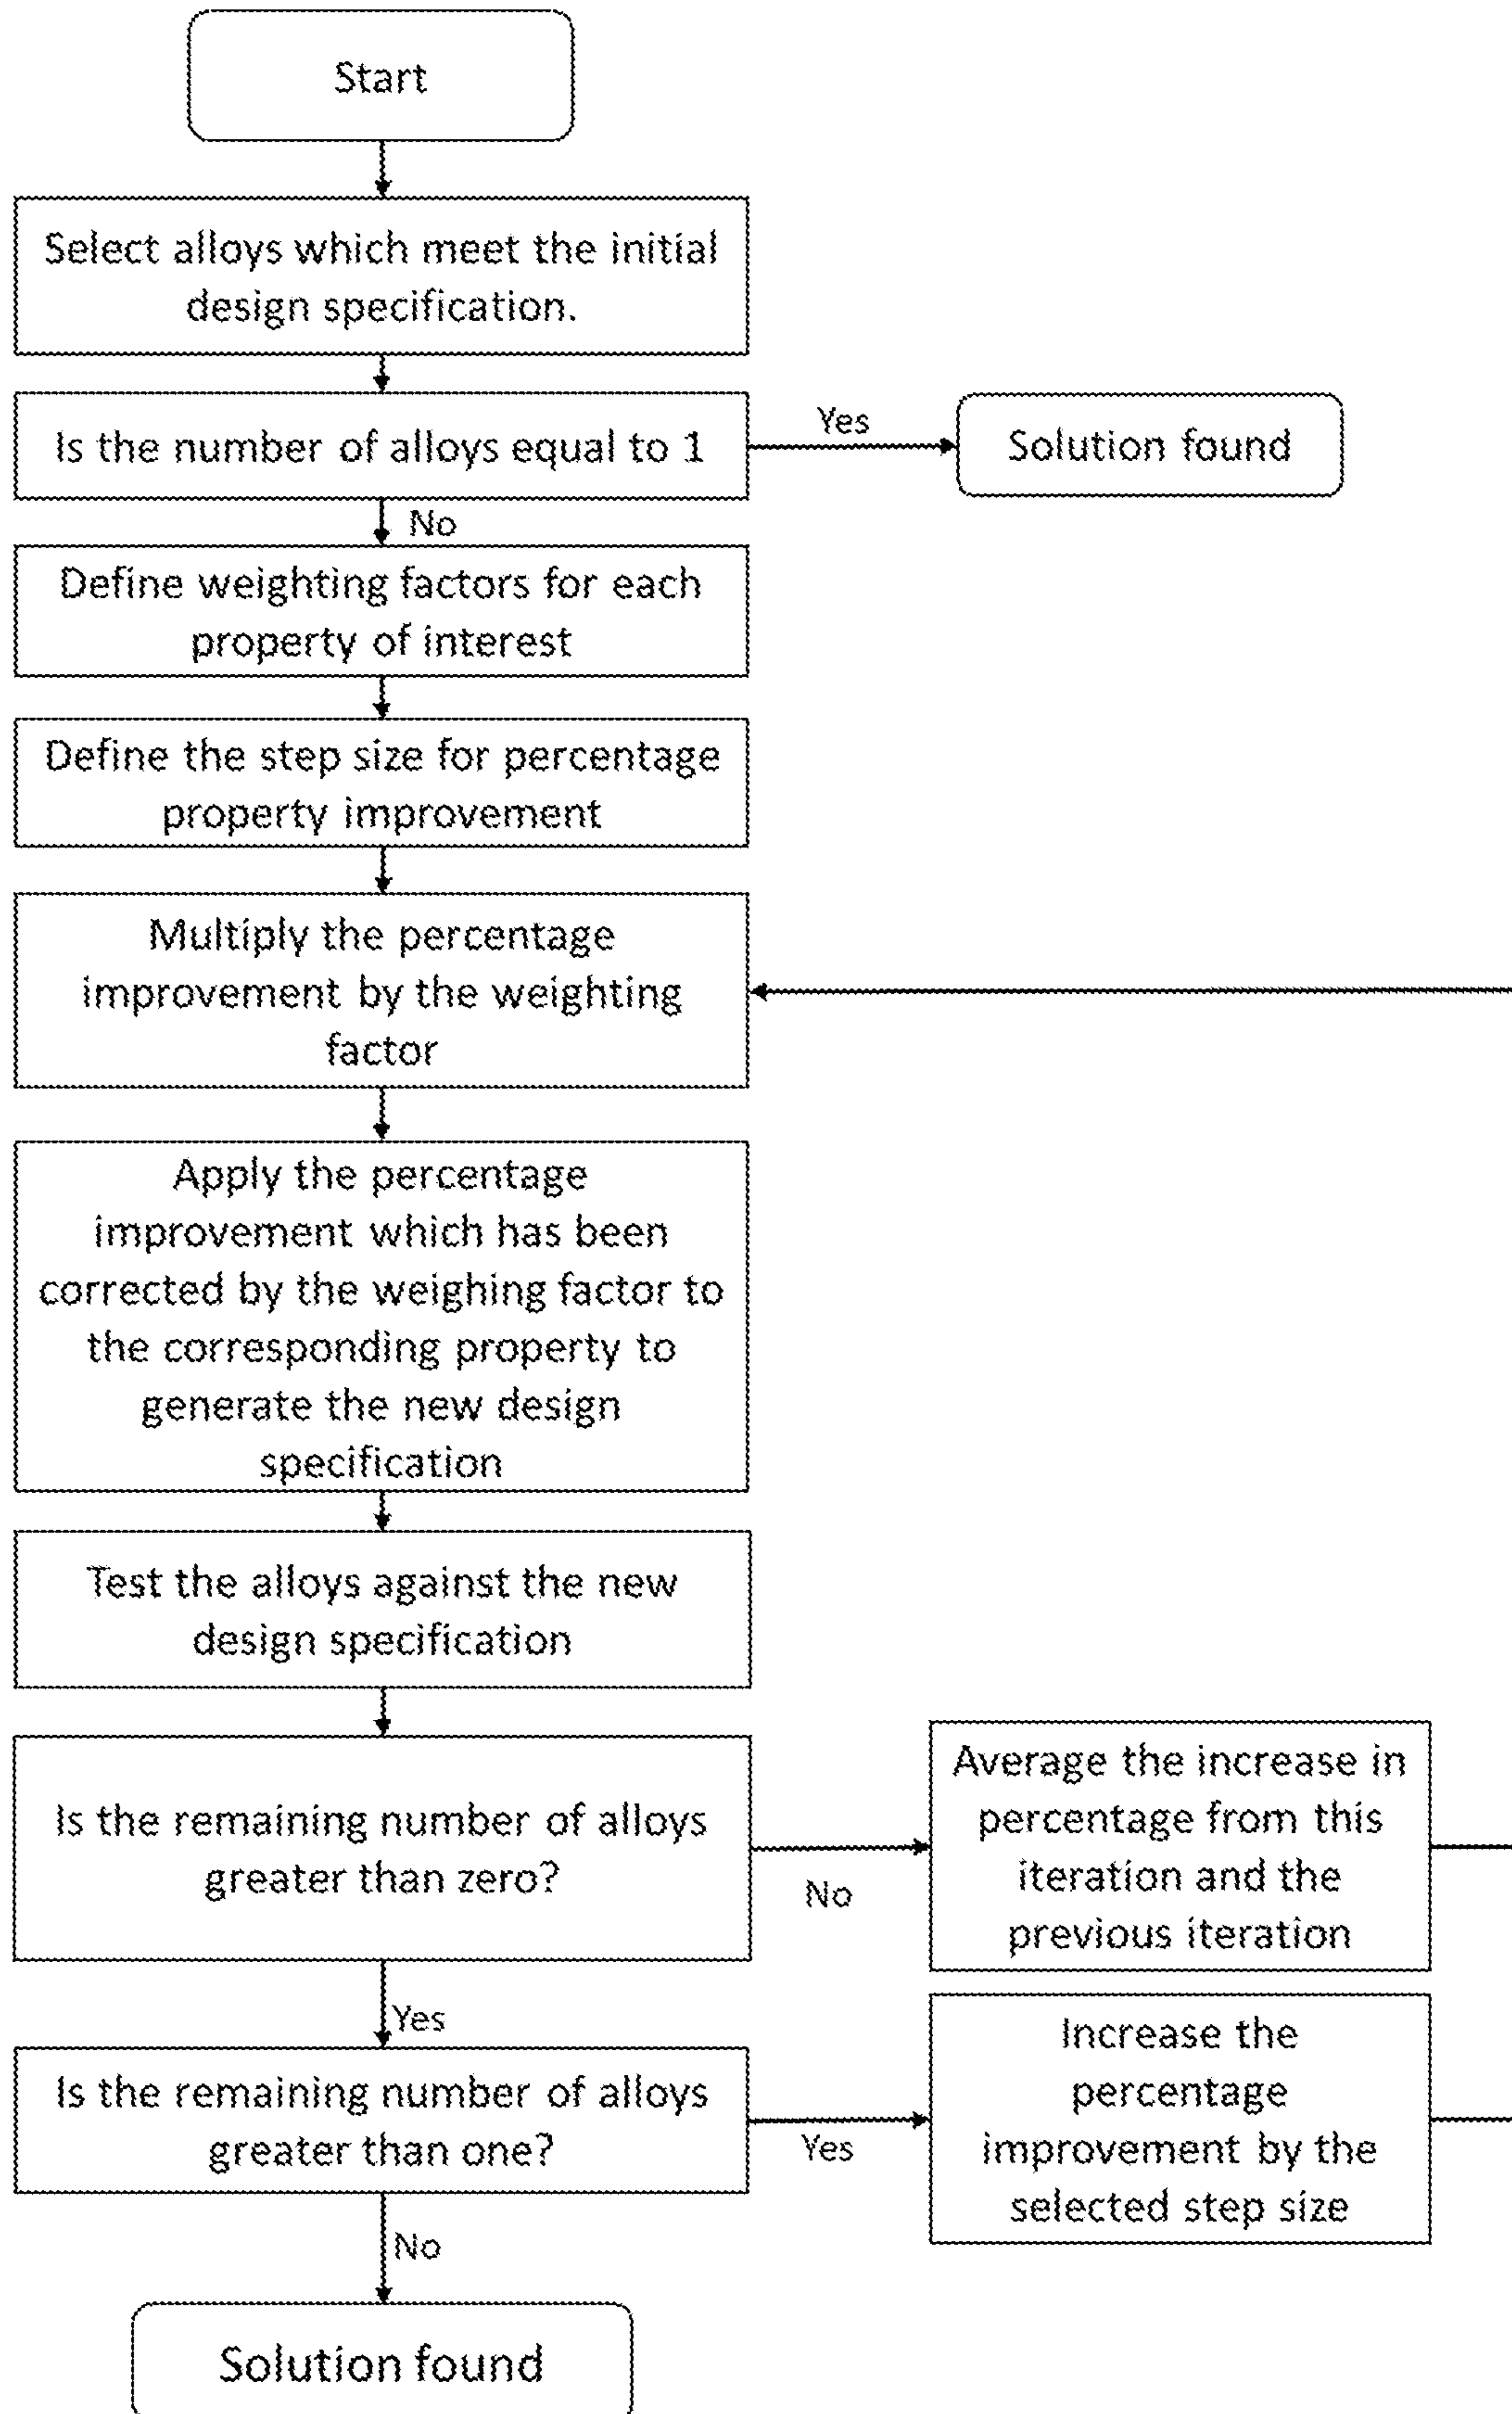 Start
Select alloys which meet the initial
design specification.
Is the number of alloys equal to 1
Yes
Solution found
No
Define weighting factors for each
property of interest
Define the step size for percentage
property improvement
Multiply the percentage
improvement by the weighting
factor
Apply the percentage
improvement which has been
corrected by the weighing factor to
the corresponding property to
generate the new design
specification
Test the alloys against the new
design specification
Is the remaining number of alloys
greater than zero?
No
Average the increase in
percentage from this
iteration and the
previous iteration
Yes
Is the remaining number of alloys
greater than one?
Yes
Increase the
percentage
improvement by the
selected step size
No
Solution found